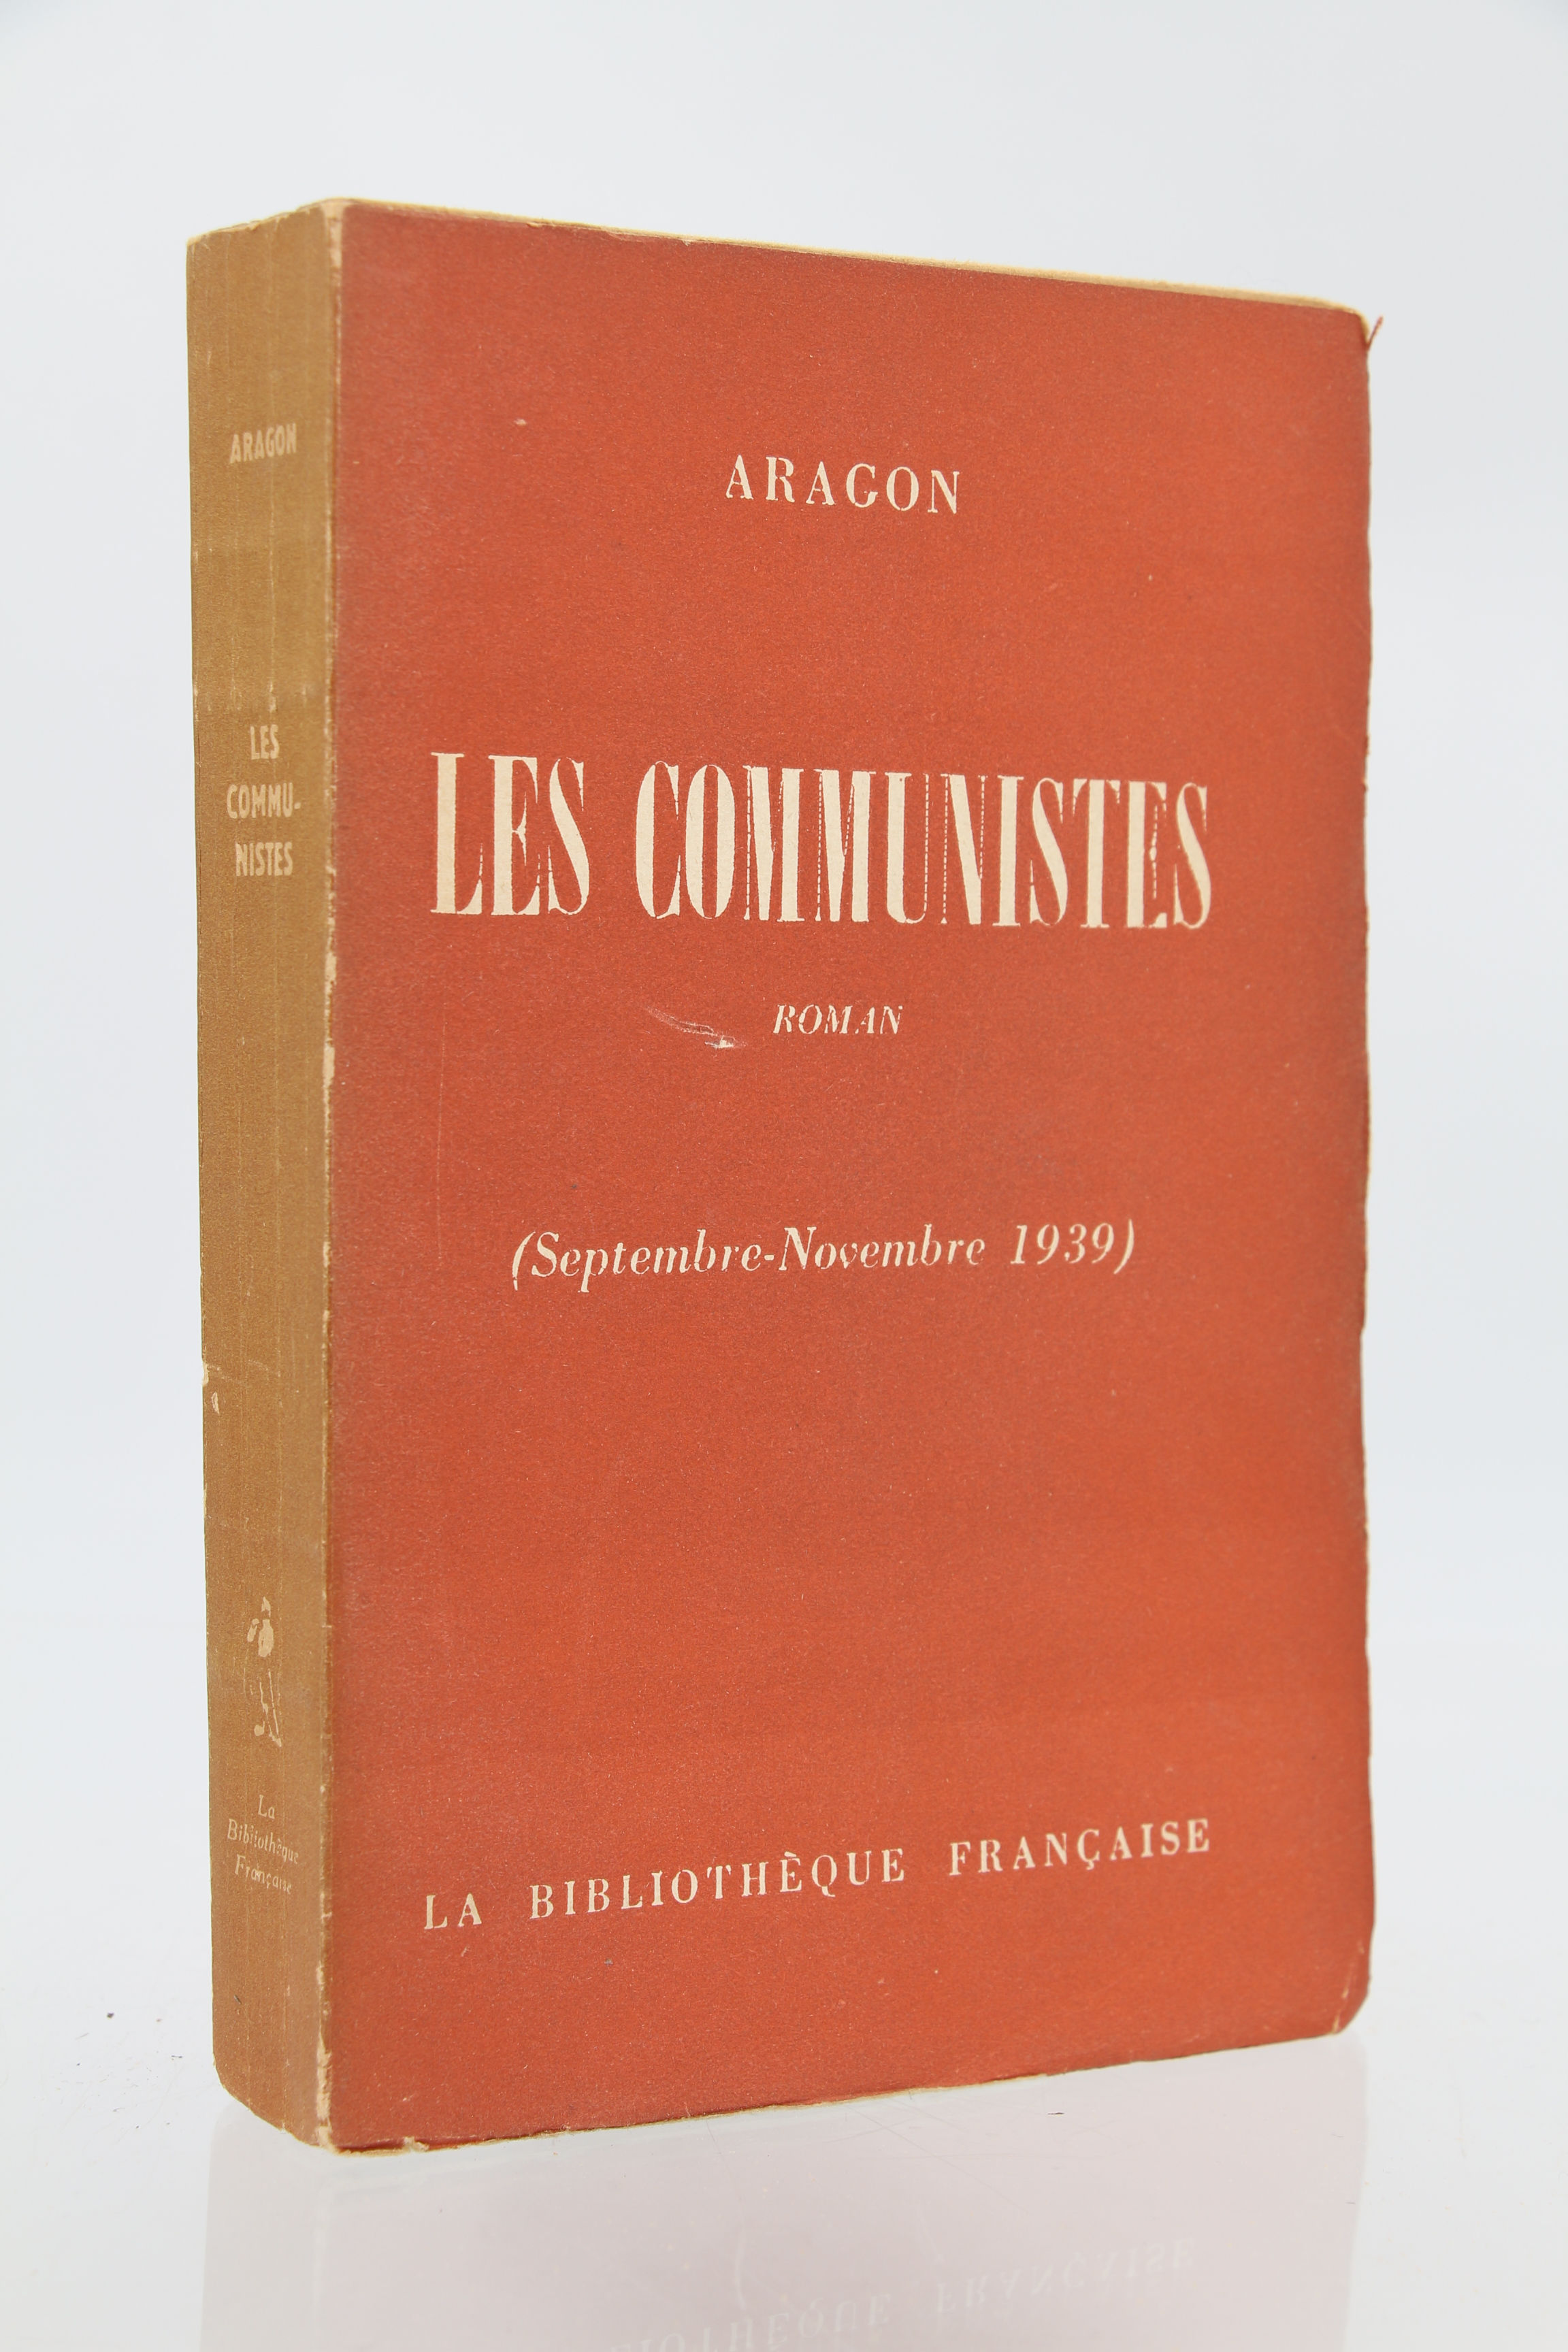 ARAGON
LES
COMMU-
NISTES
La
Bibliothèque
Française
ARAGON
LES COMMUNISTES
ROMAN
(Septembre-Novembre 1939)
LA BIBLIOTHÈQUE FRANÇAISE